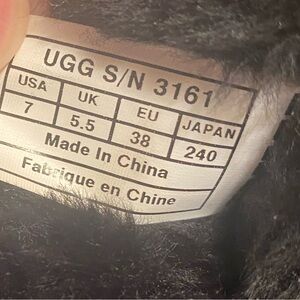 UGG S/N 3161
USA UK EU JAPAN
7 5.5 38 240
Made In China
Fabrique en Chine